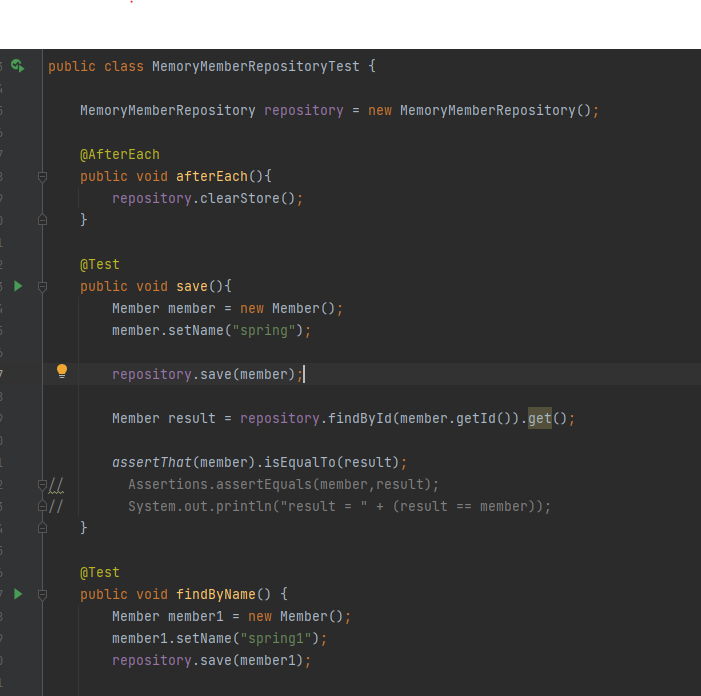 public class MemoryMemberRepositoryTest {
MemoryMemberRepository repository = new MemoryMemberRepository();
@AfterEach
public void afterEach(){
repository.clearStore();
}
@Test
public void save(){
Member member = new Member();
member.setName("spring");
repository.save(member);
Member result = repository.findById(member.getId()).get();
assertThat(member).isEqualTo(result);
// Assertions.assertEquals(member,result);
// System.out.println("result = " + (result == member));
}
@Test
public void findByName() {
Member member1 = new Member();
member1.setName("spring1");
repository.save(member1);